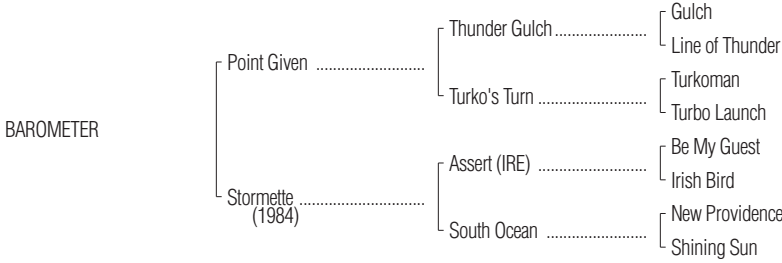 Gulch
Thunder Gulch ......................
Line of Thunder
Point Given ..........................
Turkoman
Turko's Turn ..........................
Turbo Launch
BAROMETER
Be My Guest
Assert (IRE) ..........................
Irish Bird
Stormette ..............................
(1984)
New Providence
South Ocean ........................
Shining Sun